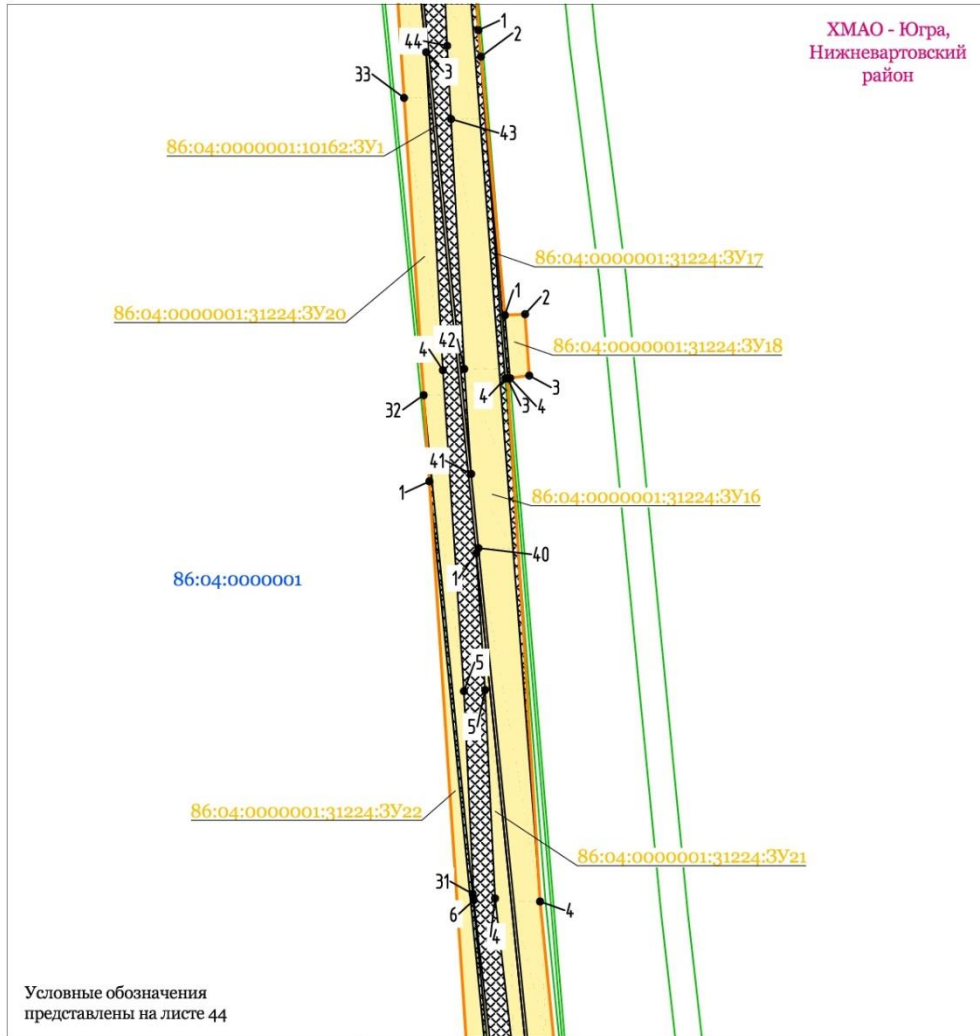 ХМАО - Югра,
Нижневартовский
район
1
2
44
3
33
43
86:04:0000001:10162:ЗУ1
86:04:0000001:31224:ЗУ17
86:04:0000001:31224:ЗУ20
1
2
86:04:0000001:31224:ЗУ18
42
4
3
4
3
4
32
41
1
86:04:0000001:31224:ЗУ16
40
1
86:04:0000001
5
5
86:04:0000001:31224:ЗУ22
86:04:0000001:31224:ЗУ21
31
6
4
4
Условные обозначения
представлены на листе 44